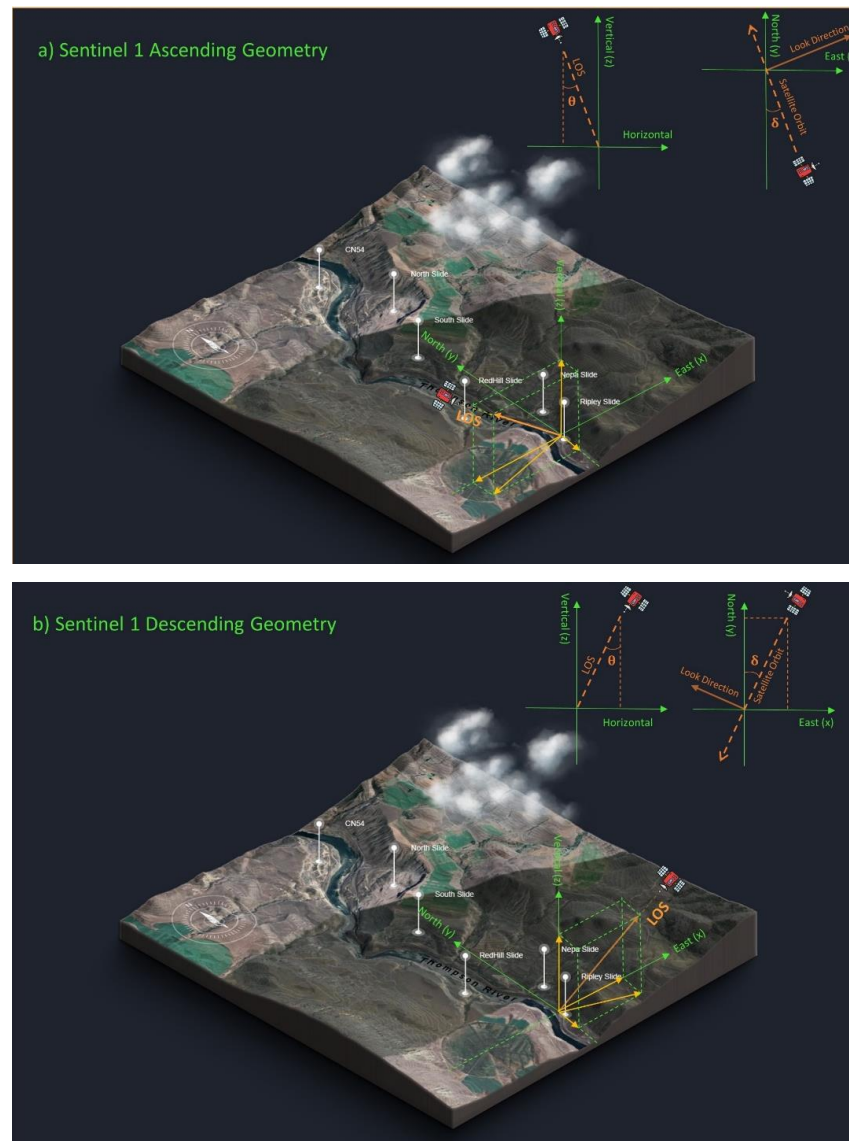 a) Sentinel 1 Ascending Geometry
Vertical (z)
LOS
θ
Horizontal
North (y)
Look Direction
East (
Satellite Orbit
δ
CN54
North Slide
South Slide
Vertical (z)
North (y)
RedHill Slide
Nepa Slide
East (x)
Ripley Slide
LOS
River
N
b) Sentinel 1 Descending Geometry
Vertical (z)
LOS
θ
Horizontal
North (y)
δ
Look Direction
Satellite Orbit
East (x)
CN54
North Slide
South Slide
Vertical (z)
North (y)
LOS
RedHill Slide
Nepa Slide
East (x)
Ripley Slide
Thompson River